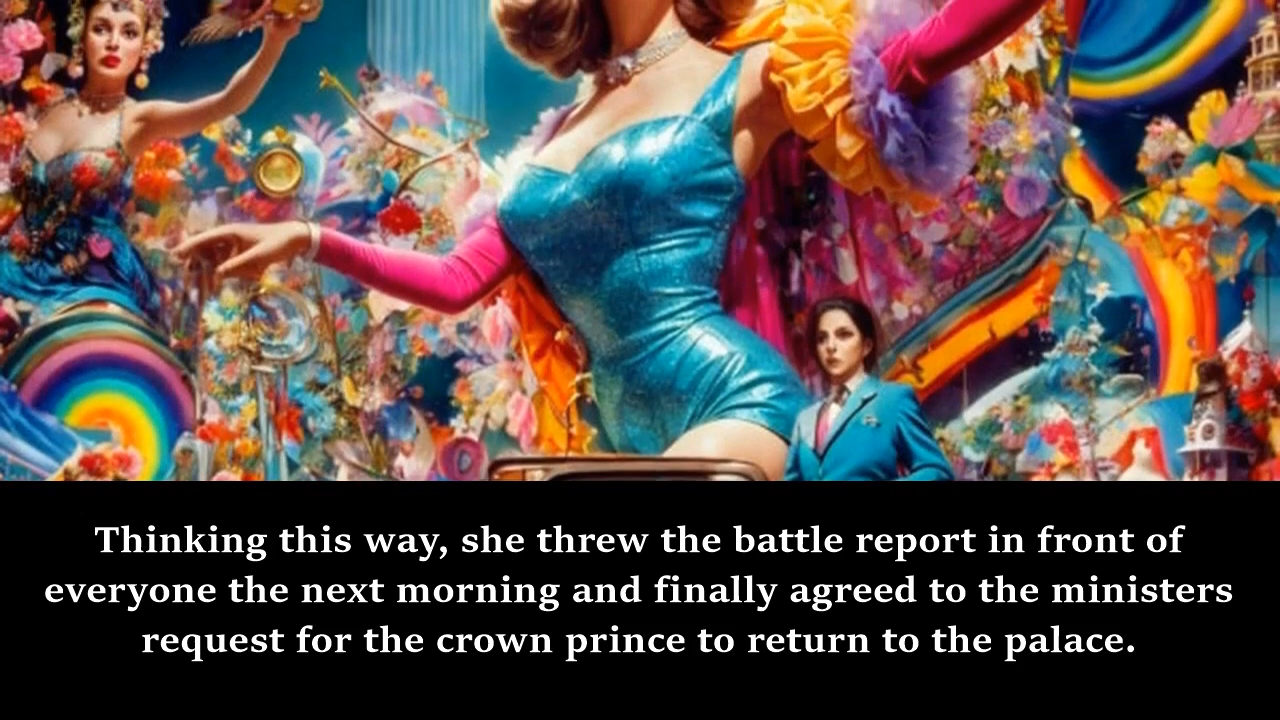 Thinking this way, she threw the battle report in front of
everyone the next morning and finally agreed to the ministers
request for the crown prince to return to the palace.